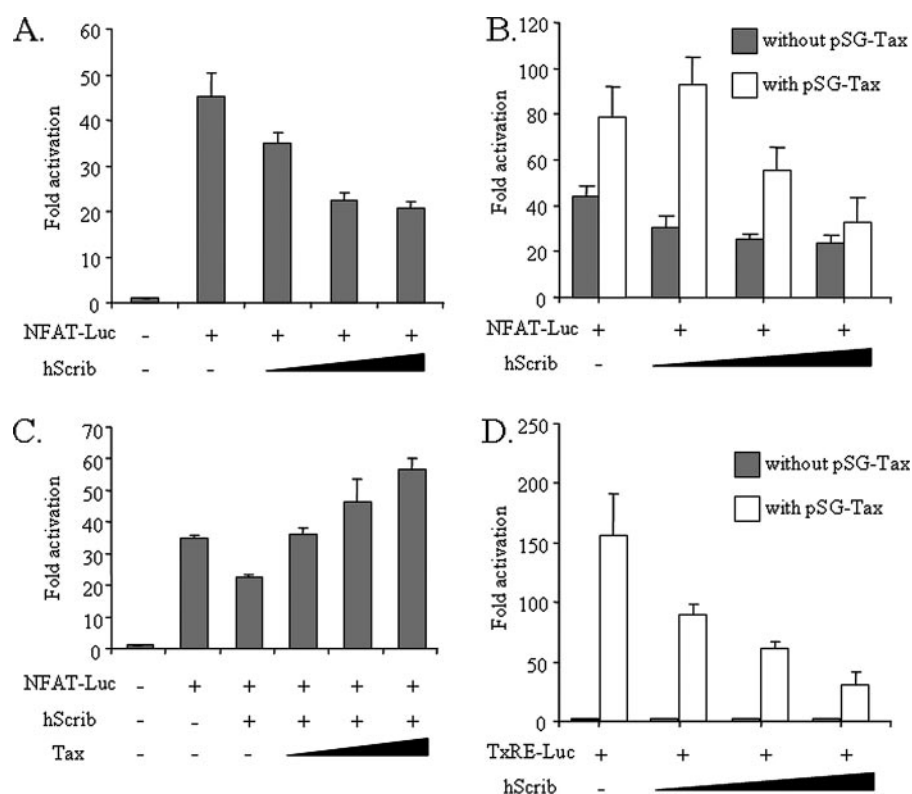 A.
60
50
40
30
20
10
0
Fold activation
NFAT-Luc - + + + +
hScrib - -
B.
120
100
80
60
40
20
0
Fold activation
without pSG-Tax
with pSG-Tax
NFAT-Luc + + + +
hScrib -
C.
70
60
50
40
30
20
10
0
Fold activation
NFAT-Luc - + + + + +
hScrib - - + + + +
Tax - - -
D.
250
200
150
100
50
0
Fold activation
without pSG-Tax
with pSG-Tax
TxRE-Luc + + + +
hScrib -